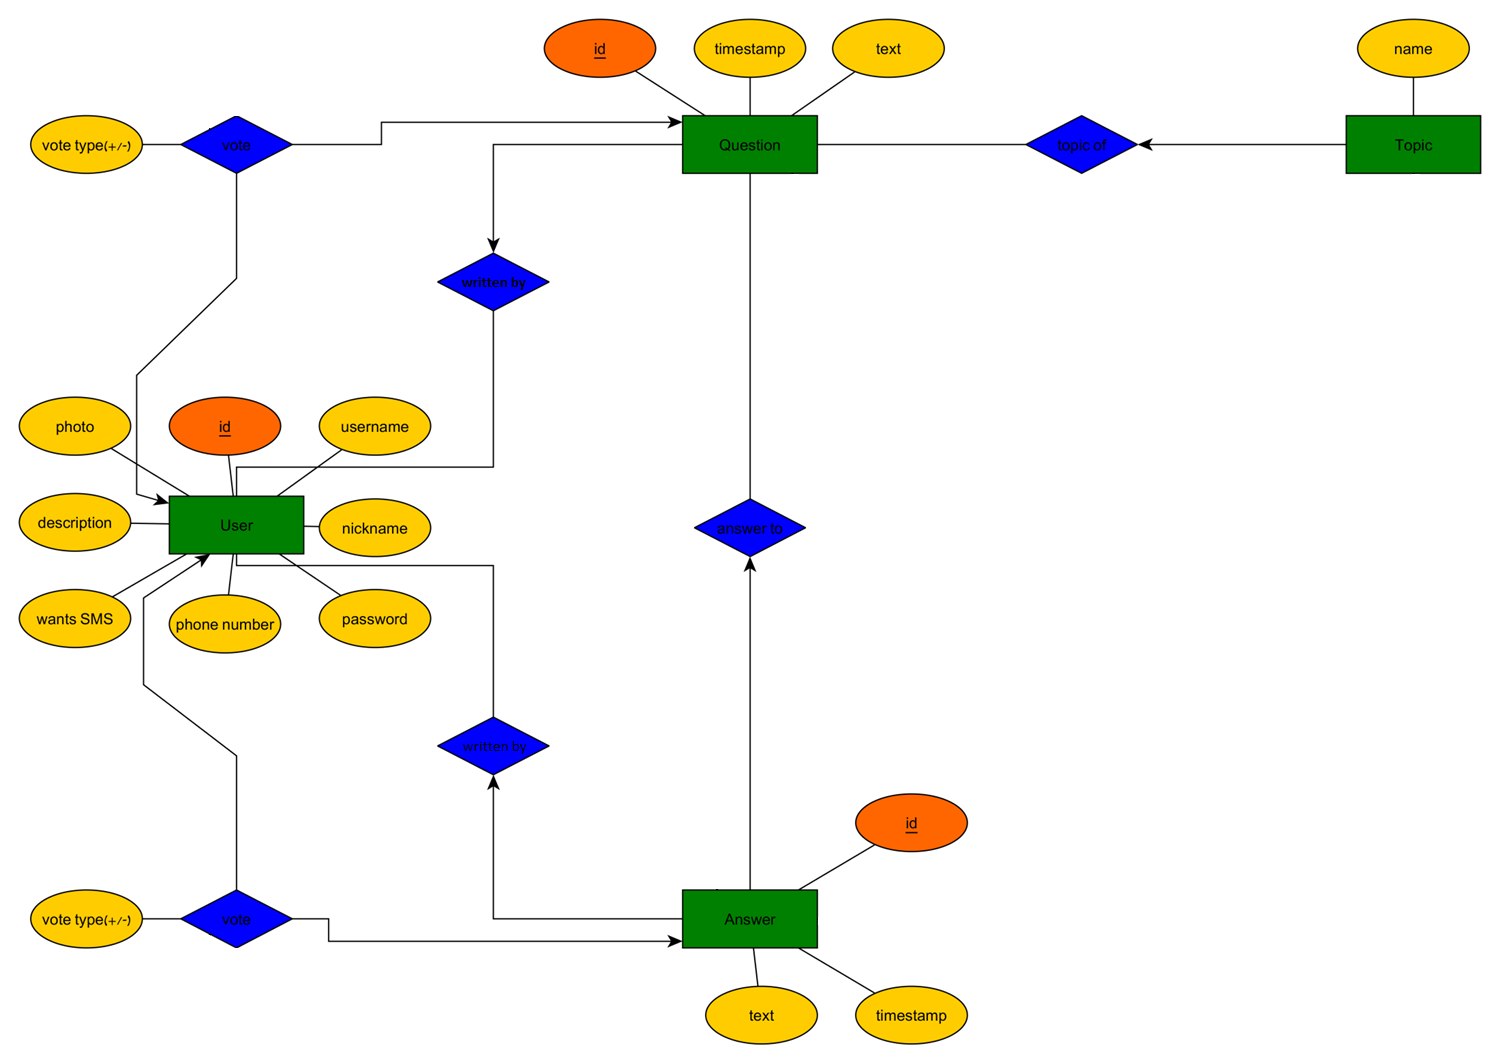 id
timestamp
text
name
vote type(+/-)
vote
Question
topic of
Topic
written by
photo
id
username
description
User
nickname
answer to
wants SMS
phone number
password
written by
id
vote type(+/-)
vote
Answer
text
timestamp